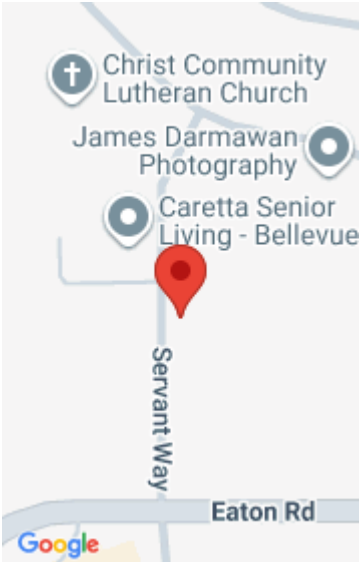 Christ Community
Lutheran Church
James Darmawan
Photography
Caretta Senior
Living - Bellevue
Servant Way
Eaton Rd
Google